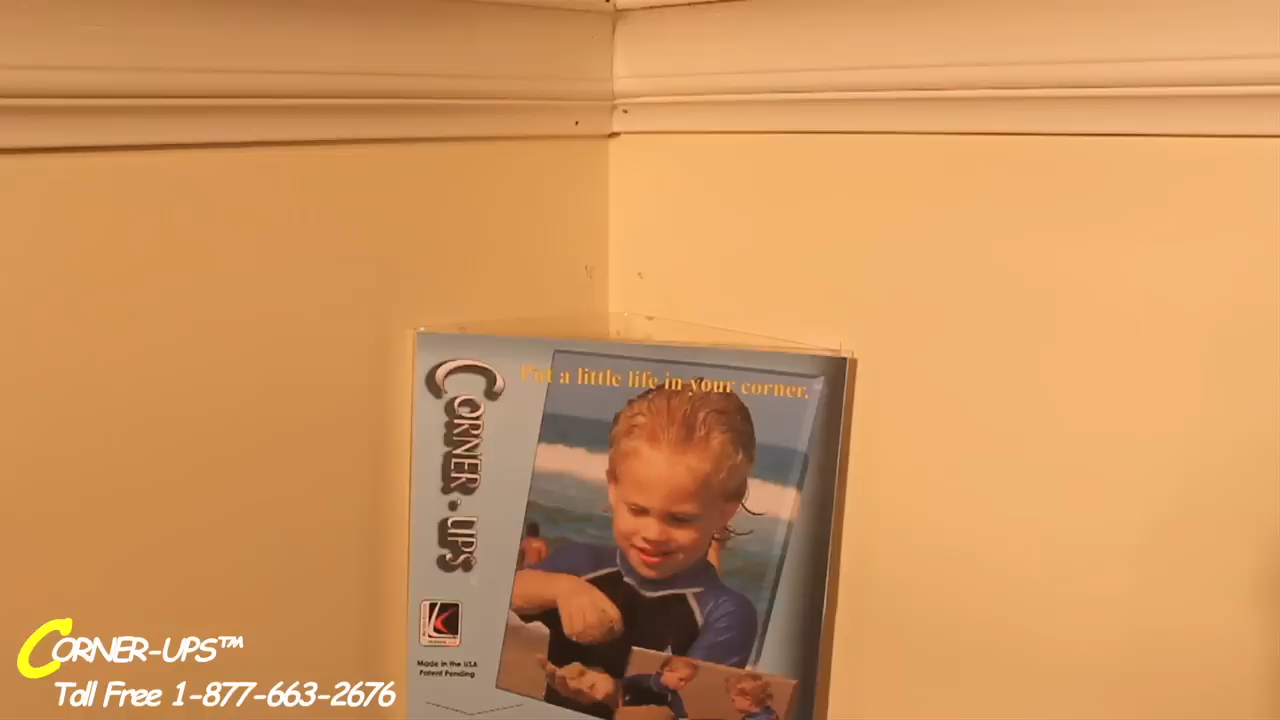 Put a little life in your corner.
CORNER-UPS
Made in the USA
Patent Pending
CORNER-UPS™
Toll Free 1-877-663-2676